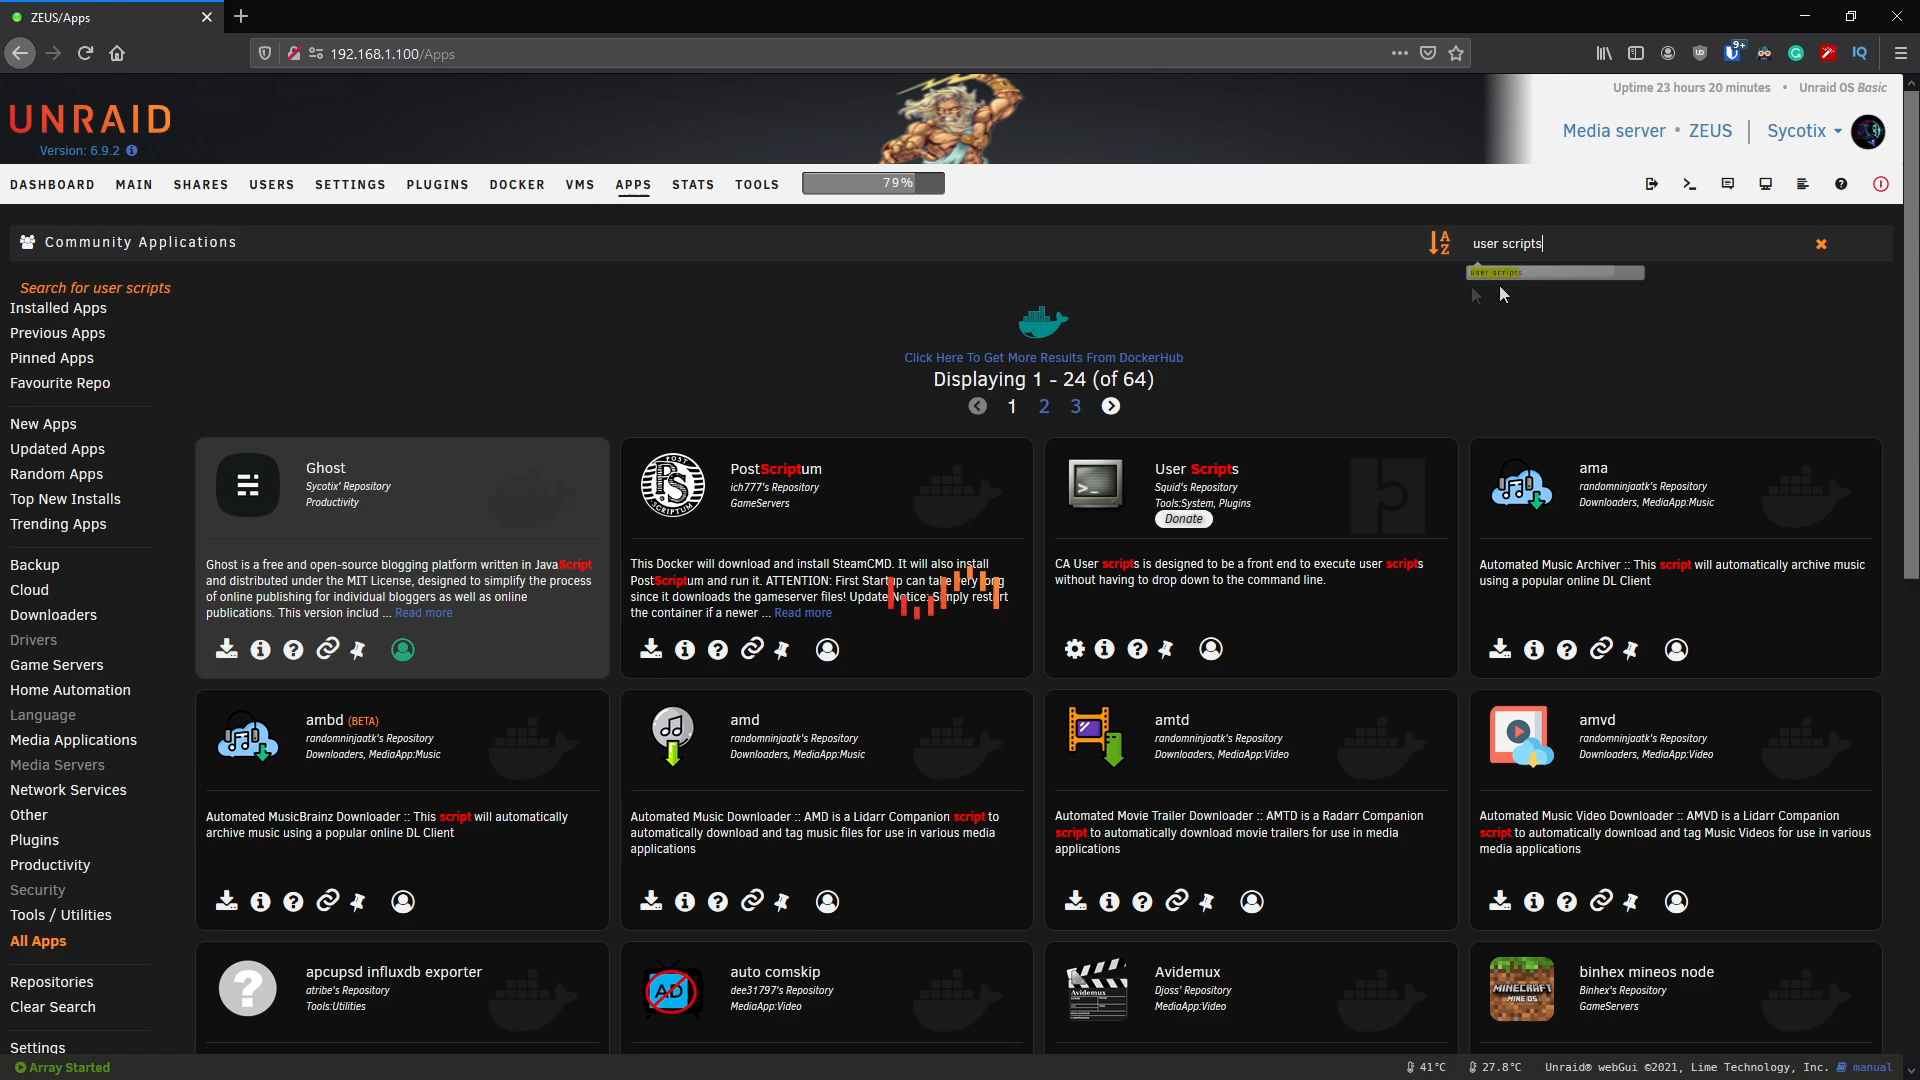 ZEUS/Apps
192.168.1.100/Apps
9+
UNRAID
Version: 6.9.2
Uptime 23 hours 20 minutes • Unraid OS Basic
Media server • ZEUS | Sycotix
DASHBOARD MAIN SHARES USERS SETTINGS PLUGINS DOCKER VMS APPS STATS TOOLS 79%
Community Applications
A
Z
user scripts
user scripts
Search for user scripts
Installed Apps
Previous Apps
Pinned Apps
Favourite Repo
New Apps
Updated Apps
Random Apps
Top New Installs
Trending Apps
Backup
Cloud
Downloaders
Drivers
Game Servers
Home Automation
Language
Media Applications
Media Servers
Network Services
Other
Plugins
Productivity
Security
Tools / Utilities
All Apps
Repositories
Clear Search
Settings
Click Here To Get More Results From DockerHub
Displaying 1 - 24 (of 64)
1 2 3
Ghost
Sycotix' Repository
Productivity
Ghost is a free and open-source blogging platform written in JavaScript
and distributed under the MIT License, designed to simplify the process
of online publishing for individual bloggers as well as online
publications. This version includ ... Read more
POST
PS
SCRIPTUM
PostScriptum
ich777's Repository
GameServers
This Docker will download and install SteamCMD. It will also install
PostScriptum and run it. ATTENTION: First Startup can take very long
since it downloads the gameserver files! Update Notice: Simply restart
the container if a newer ... Read more
User Scripts
Squid's Repository
Tools:System, Plugins
Donate
CA User scripts is designed to be a front end to execute user scripts
without having to drop down to the command line.
ama
randomninjaatk's Repository
Downloaders, MediaApp:Music
Automated Music Archiver :: This script will automatically archive music
using a popular online DL Client
ambd (BETA)
randomninjaatk's Repository
Downloaders, MediaApp:Music
Automated MusicBrainz Downloader :: This script will automatically
archive music using a popular online DL Client
amd
randomninjaatk's Repository
Downloaders, MediaApp:Music
Automated Music Downloader :: AMD is a Lidarr Companion script to
automatically download and tag music files for use in various media
applications
amtd
randomninjaatk's Repository
Downloaders, MediaApp:Video
Automated Movie Trailer Downloader :: AMTD is a Radarr Companion
script to automatically download movie trailers for use in media
applications
amvd
randomninjaatk's Repository
Downloaders, MediaApp:Video
Automated Music Video Downloader :: AMVD is a Lidarr Companion
script to automatically download and tag Music Videos for use in various
media applications
apcupsd influxdb exporter
atribe's Repository
Tools:Utilities
AD
auto comskip
dee31797's Repository
MediaApp:Video
Avidemux
Avidemux
Djoss' Repository
MediaApp:Video
MINECRAFT
MINE OS
binhex mineos node
Binhex's Repository
GameServers
Array Started
41°C 27.8°C Unraid® webGui ©2021, Lime Technology, Inc. manual